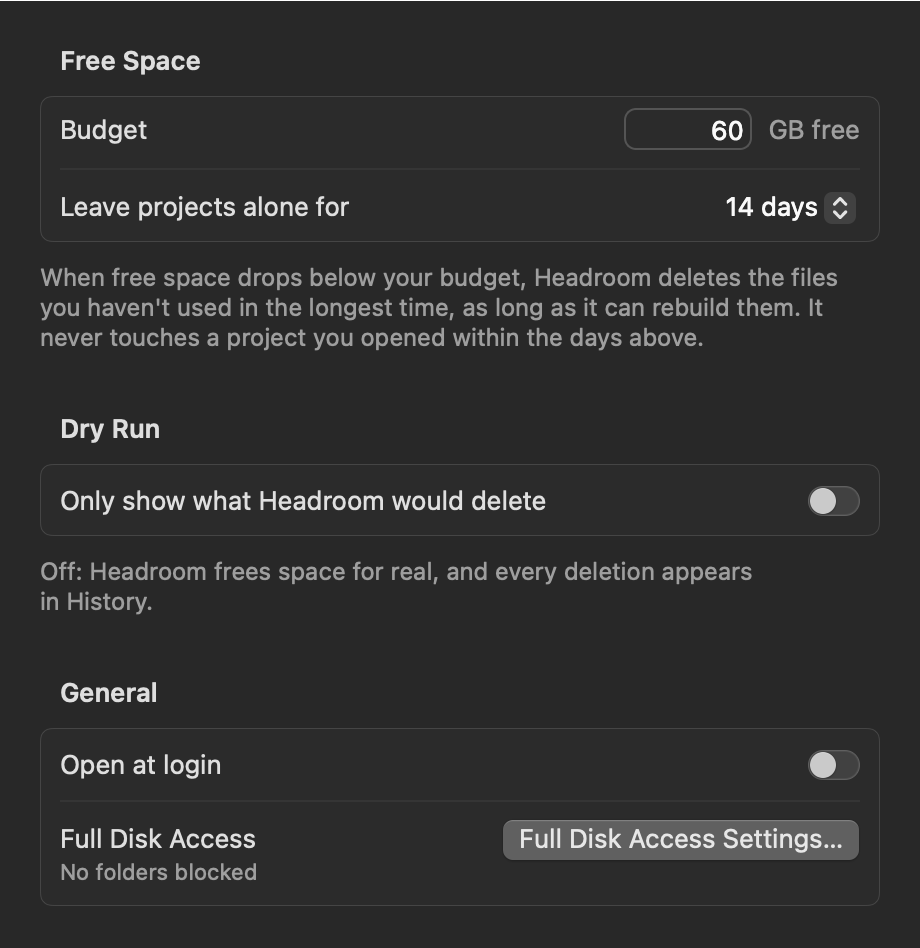 Free Space
Budget 60 GB free
Leave projects alone for 14 days
When free space drops below your budget, Headroom deletes the files
you haven't used in the longest time, as long as it can rebuild them. It
never touches a project you opened within the days above.
Dry Run
Only show what Headroom would delete
Off: Headroom frees space for real, and every deletion appears
in History.
General
Open at login
Full Disk Access Full Disk Access Settings...
No folders blocked